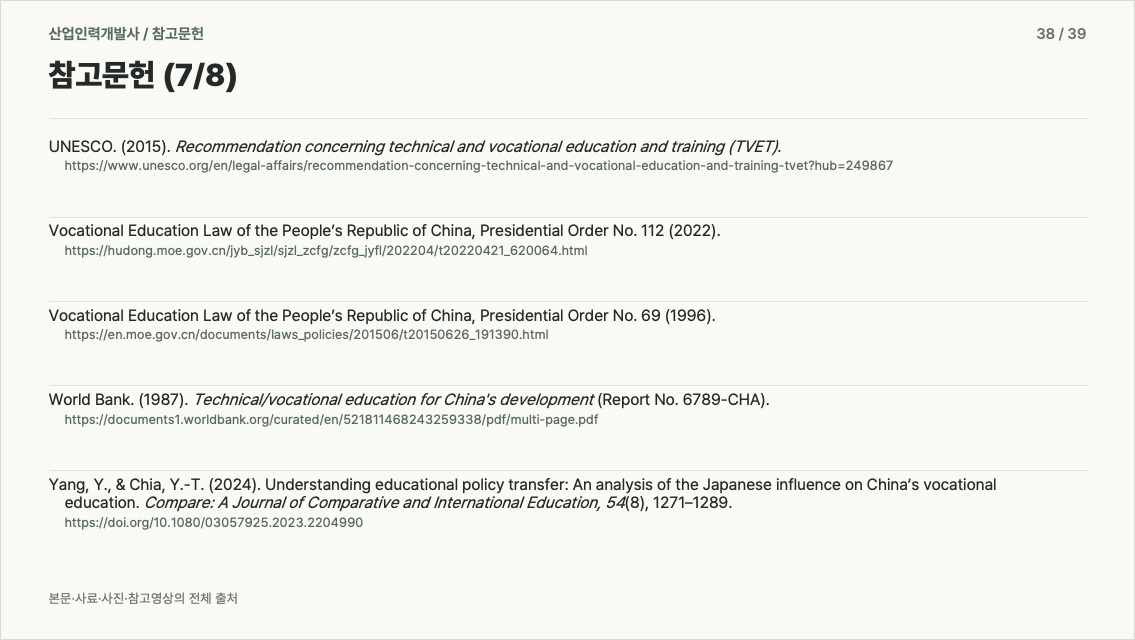 산업인력개발사 / 참고문헌
38 / 39
참고문헌 (7/8)
UNESCO. (2015). Recommendation concerning technical and vocational education and training (TVET).
https://www.unesco.org/en/legal-affairs/recommendation-concerning-technical-and-vocational-education-and-training-tvet?hub=249867
Vocational Education Law of the People’s Republic of China, Presidential Order No. 112 (2022).
https://hudong.moe.gov.cn/jyb_sjzl/sjzl_zcfg/zcfg_jyfl/202204/t20220421_620064.html
Vocational Education Law of the People’s Republic of China, Presidential Order No. 69 (1996).
https://en.moe.gov.cn/documents/laws_policies/201506/t20150626_191390.html
World Bank. (1987). Technical/vocational education for China's development (Report No. 6789-CHA).
https://documents1.worldbank.org/curated/en/521811468243259338/pdf/multi-page.pdf
Yang, Y., & Chia, Y.-T. (2024). Understanding educational policy transfer: An analysis of the Japanese influence on China’s vocational
education. Compare: A Journal of Comparative and International Education, 54(8), 1271–1289.
https://doi.org/10.1080/03057925.2023.2204990
본문·사료·사진·참고영상의 전체 출처